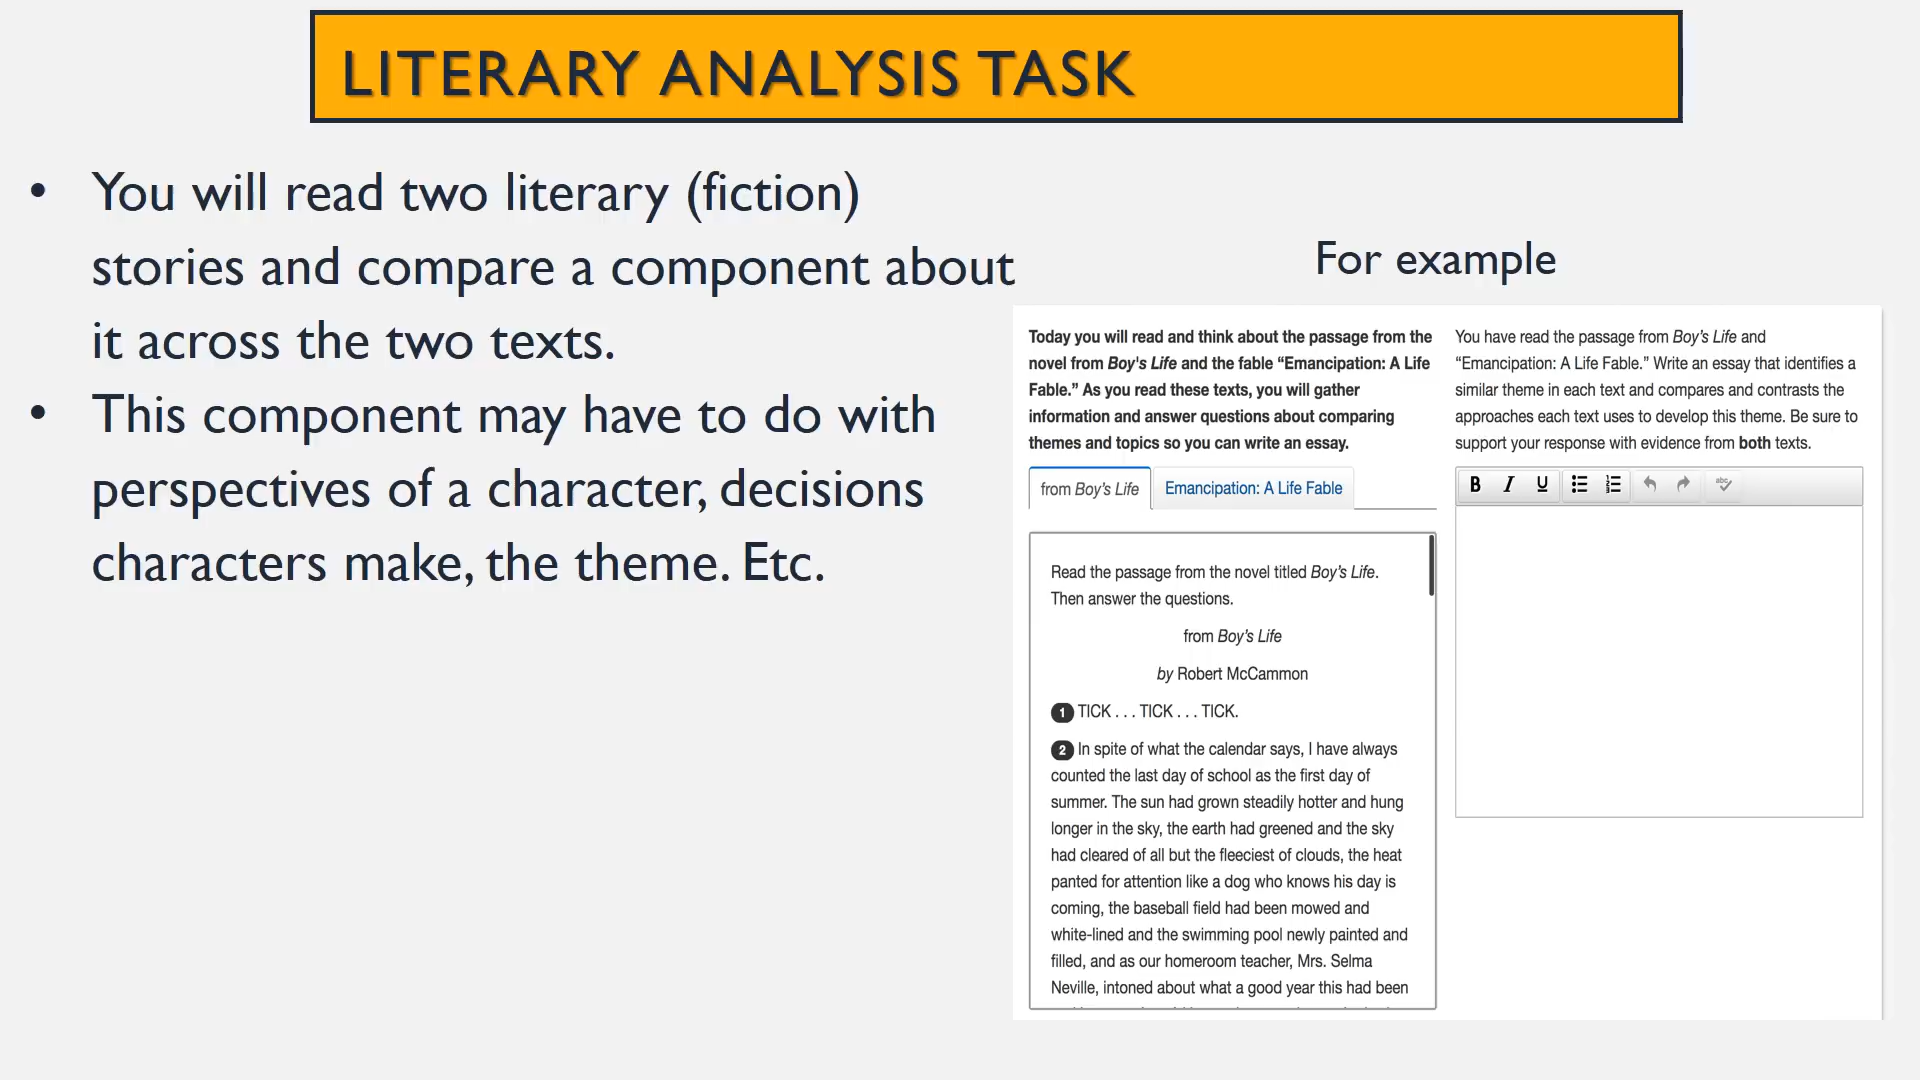 LITERARY ANALYSIS TASK
• You will read two literary (fiction)
stories and compare a component about
it across the two texts.
• This component may have to do with
perspectives of a character, decisions
characters make, the theme. Etc.
For example
Today you will read and think about the passage from the
novel from Boy's Life and the fable “Emancipation: A Life
Fable.” As you read these texts, you will gather
information and answer questions about comparing
themes and topics so you can write an essay.
from Boy’s Life
Emancipation: A Life Fable
Read the passage from the novel titled Boy’s Life.
Then answer the questions.
from Boy’s Life
by Robert McCammon
1 TICK . . . TICK . . . TICK.
2 In spite of what the calendar says, I have always
counted the last day of school as the first day of
summer. The sun had grown steadily hotter and hung
longer in the sky, the earth had greened and the sky
had cleared of all but the fleeciest of clouds, the heat
panted for attention like a dog who knows his day is
coming, the baseball field had been mowed and
white-lined and the swimming pool newly painted and
filled, and as our homeroom teacher, Mrs. Selma
Neville, intoned about what a good year this had been
You have read the passage from Boy’s Life and
“Emancipation: A Life Fable.” Write an essay that identifies a
similar theme in each text and compares and contrasts the
approaches each text uses to develop this theme. Be sure to
support your response with evidence from both texts.
B I U
abc